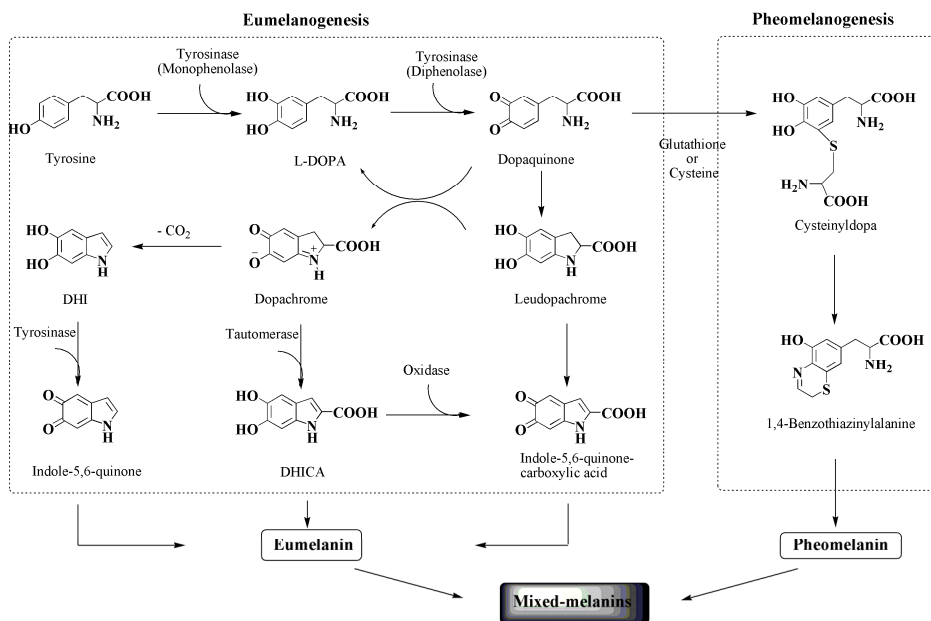 Eumelanogenesis
Pheomelanogenesis
Tyrosinase
(Monophenolase)
Tyrosinase
(Diphenolase)
HO
COOH
NH2
Tyrosine
HO
HO
COOH
NH2
L-DOPA
O
O
COOH
NH2
Dopaquinone
Glutathione
or
Cysteine
HO
HO
COOH
NH2
S
H2N
COOH
Cysteinyldopa
HO
HO
N
H
DHI
- CO2
O
O
-
+
N
H
COOH
Dopachrome
HO
HO
N
H
COOH
Leudopachrome
Tyrosinase
Tautomerase
Oxidase
HO
COOH
NH2
N
S
1,4-Benzothiazinylalanine
O
O
N
H
Indole-5,6-quinone
HO
HO
N
H
COOH
DHICA
O
O
N
H
COOH
Indole-5,6-quinone-
carboxylic acid
Eumelanin
Pheomelanin
Mixed-melanins